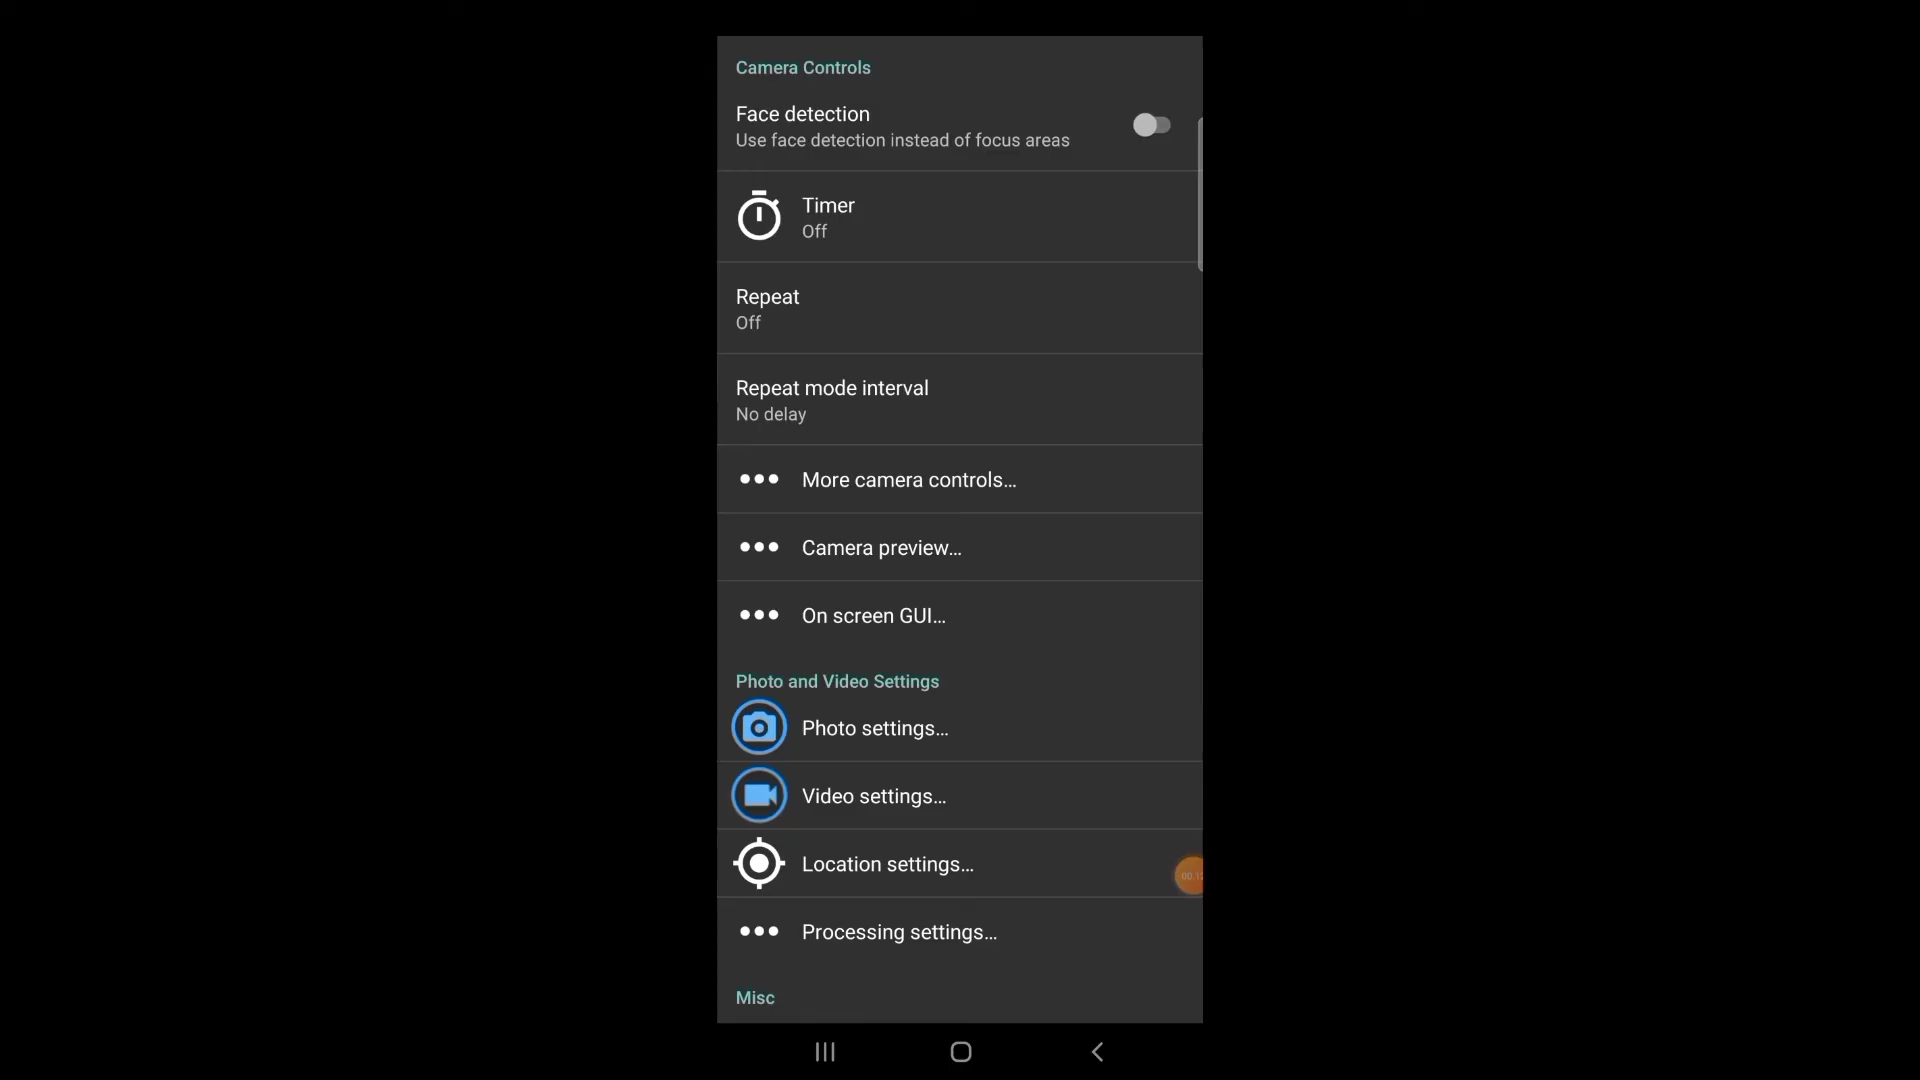 Camera Controls
Face detection
Use face detection instead of focus areas
Timer
Off
Repeat
Off
Repeat mode interval
No delay
More camera controls...
Camera preview...
On screen GUI...
Photo and Video Settings
Photo settings...
Video settings...
Location settings...
Processing settings...
Misc